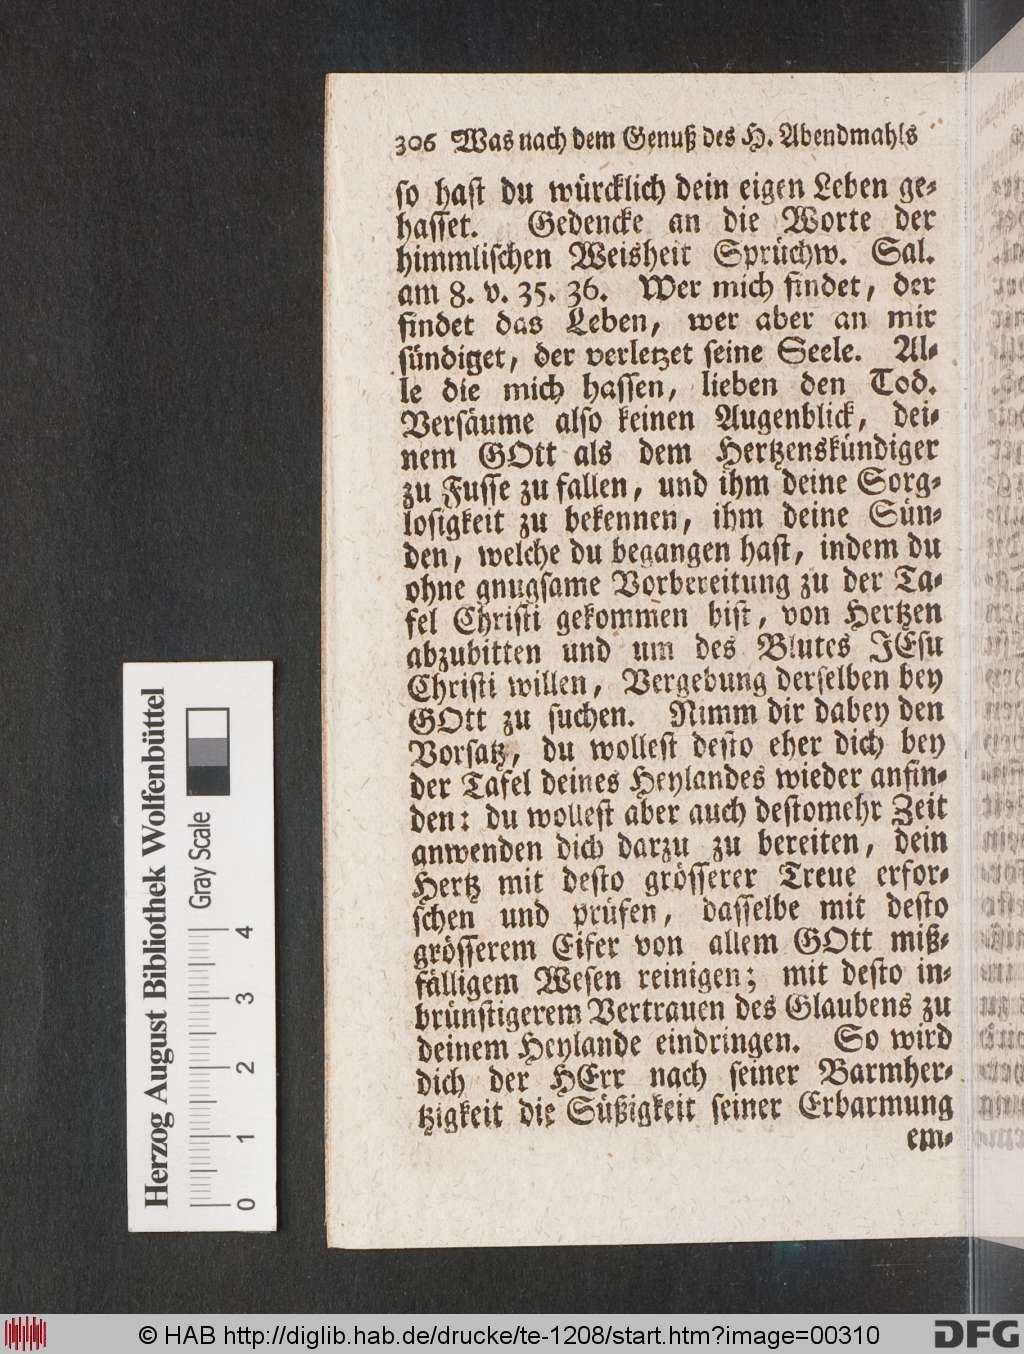 306 Was nach dem Genuß des H. Abendmahls
so hast du würcklich dein eigen Leben ge-
hasset. Gedencke an die Worte der
himmlischen Weisheit Sprüchw. Sal.
am 8. v. 35. 36. Wer mich findet, der
findet das Leben, wer aber an mir
sündiget, der verletzet seine Seele. Al-
le die mich hassen, lieben den Tod.
Versäume also keinen Augenblick, dei-
nem GOtt als dem Hertzenskündiger
zu Fusse zu fallen, und ihm deine Sorg-
losigkeit zu bekennen, ihm deine Sün-
den, welche du begangen hast, indem du
ohne gnugsame Vorbereitung zu der Ta-
fel Christi gekommen bist, von Hertzen
abzubitten und um des Blutes JEsu
Christi willen, Vergebung derselben bey
GOtt zu suchen. Nimm dir dabey den
Vorsatz, du wollest desto eher dich bey
der Tafel deines Heylandes wieder anfin-
den: du wollest aber auch destomehr Zeit
anwenden dich darzu zu bereiten, dein
Hertz mit desto grösserer Treue erfor-
schen und prüfen, dasselbe mit desto
grösserem Eifer von allem GOtt miß-
fälligem Wesen reinigen; mit desto in-
brünstigerem Vertrauen des Glaubens zu
deinem Heylande eindringen. So wird
dich der HErr nach seiner Barmher-
tzigkeit die Süßigkeit seiner Erbarmung
em-
Herzog August Bibliothek Wolfenbüttel
Gray Scale
0 1 2 3 4
© HAB http://diglib.hab.de/drucke/te-1208/start.htm?image=00310
DFG